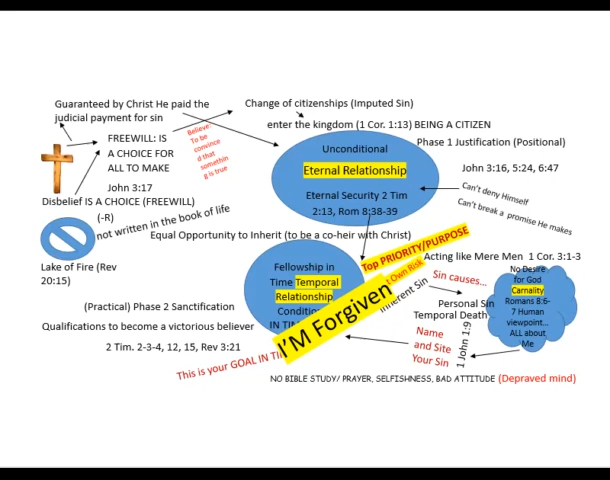 Guaranteed by Christ He paid the
judicial payment for sin
Change of citizenships (Imputed Sin)
enter the kingdom (1 Cor. 1:13) BEING A CITIZEN
FREEWILL: IS
A CHOICE FOR
ALL TO MAKE
John 3:17
Believe:
To be
convince
d that
somethin
g is true
Unconditional
Eternal Relationship
Eternal Security 2 Tim
2:13, Rom 8:38-39
Phase 1 Justification (Positional)
John 3:16, 5:24, 6:47
Can't deny Himself
Can't break a promise He makes
Disbelief IS A CHOICE (FREEWILL)
(-R)
not written in the book of life
Equal Opportunity to Inherit (to be a co-heir with Christ)
Lake of Fire (Rev
20:15)
Top PRIORITY/PURPOSE
Own Risk
Acting like Mere Men 1 Cor. 3:1-3
Fellowship in
Time Temporal
Relationship
IN
I'M Forgiven
Inherent Sin
Sin causes...
Personal Sin
Temporal Death
No Desire
for God
Carnality
Romans 8:6-
7 Human
viewpoint...
ALL about
Me
(Practical) Phase 2 Sanctification
Qualifications to become a victorious believer
2 Tim. 2-3-4, 12, 15, Rev 3:21
This is your GOAL IN
Name
and Site
Your Sin
1 John 1:9
NO BIBLE STUDY/ PRAYER, SELFISHNESS, BAD ATTITUDE (Depraved mind)